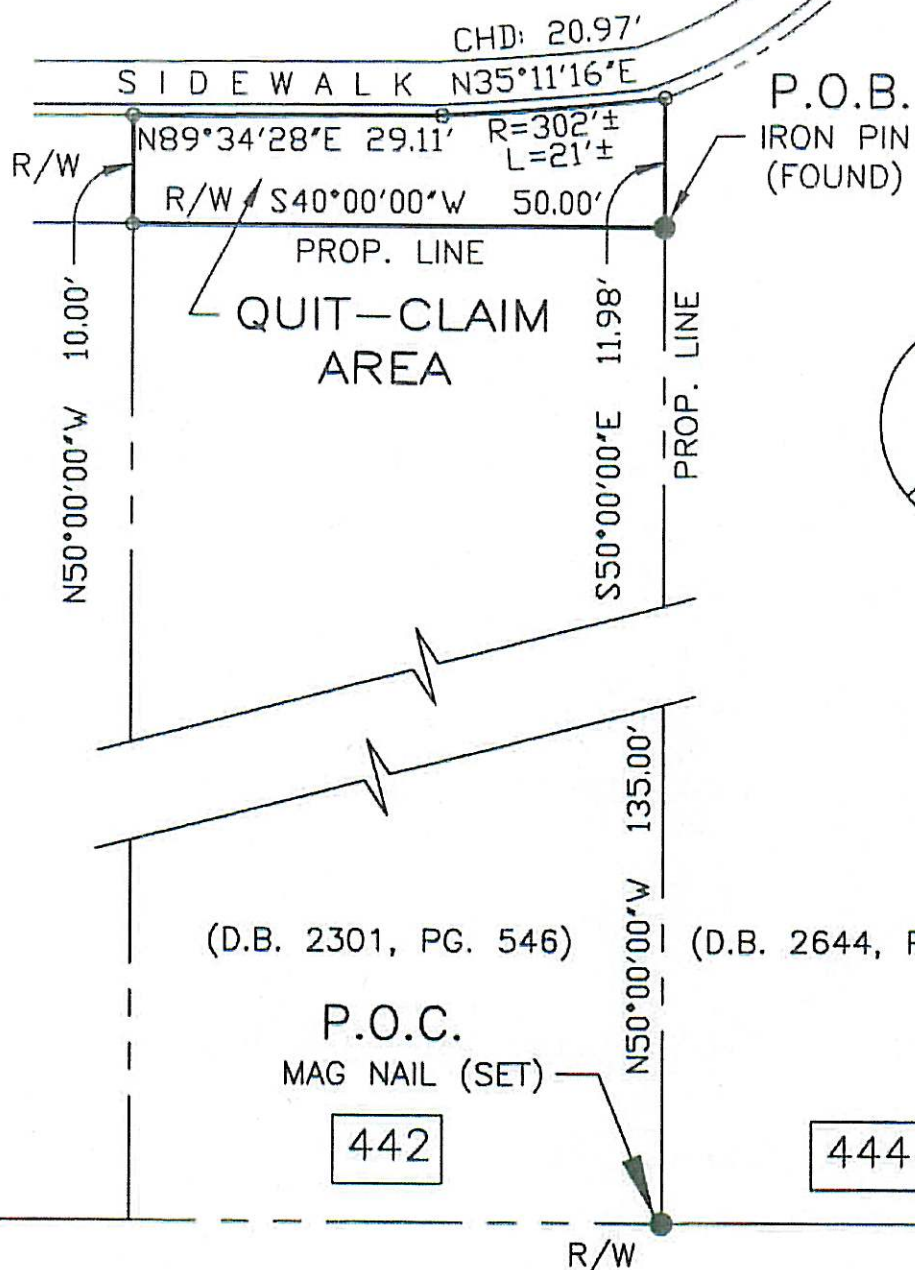 CHD: 20.97'
SIDEWALK N35°11'16"E
P.O.B.
IRON PIN
(FOUND)
N89°34'28"E 29.11'
R=302'±
L=21'±
R/W
R/W S40°00'00"W 50.00'
PROP. LINE
QUIT-CLAIM
AREA
N50°00'00"W 10.00'
S50°00'00"E 11.98'
PROP. LINE
N50°00'00"W 135.00'
(D.B. 2301, PG. 546)
(D.B. 2644,
P.O.C.
MAG NAIL (SET)
442
444
R/W